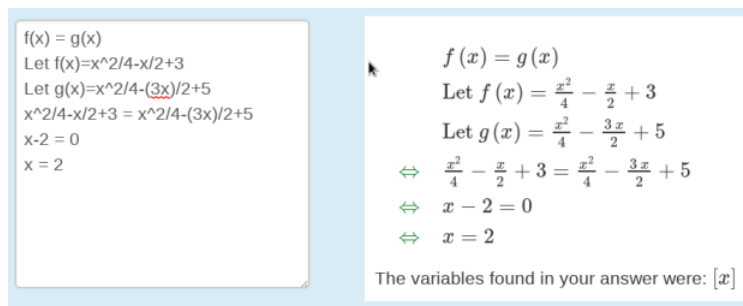 f(x) = g(x)
Let f(x)=x^2/4-x/2+3
Let g(x)=x^2/4-(3x)/2+5
x^2/4-x/2+3 = x^2/4-(3x)/2+5
x-2 = 0
x = 2
f (x) = g (x)
Let f (x) = x²/4 − x/2 + 3
Let g (x) = x²/4 − 3 x/2 + 5
⇔ x²/4 − x/2 + 3 = x²/4 − 3 x/2 + 5
⇔ x − 2 = 0
⇔ x = 2
The variables found in your answer were: [x]